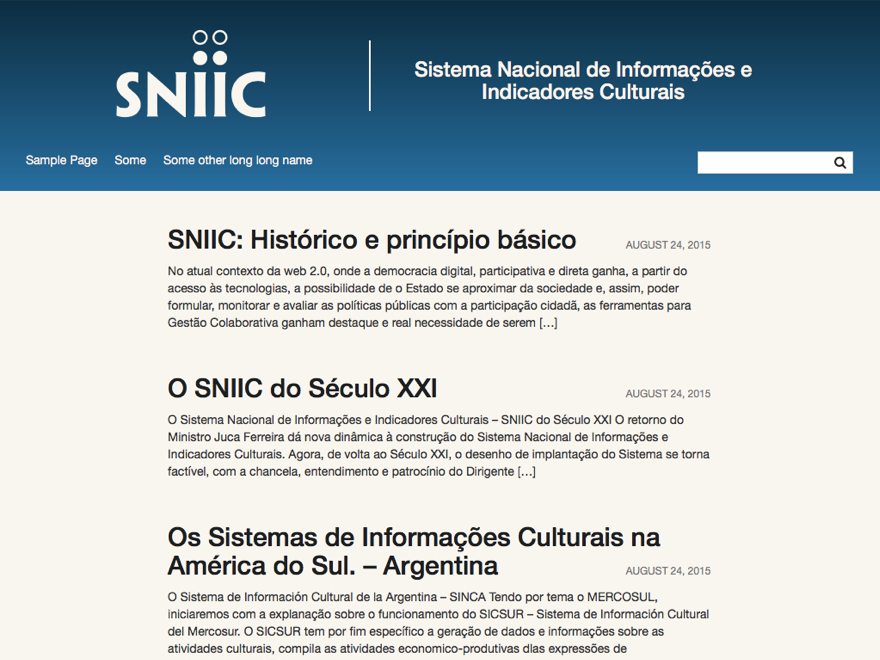 SNIIC
Sistema Nacional de Informações e
Indicadores Culturais
Sample Page Some Some other long long name
SNIIC: Histórico e princípio básico
AUGUST 24, 2015
No atual contexto da web 2.0, onde a democracia digital, participativa e direta ganha, a partir do
acesso às tecnologias, a possibilidade de o Estado se aproximar da sociedade e, assim, poder
formular, monitorar e avaliar as políticas públicas com a participação cidadã, as ferramentas para
Gestão Colaborativa ganham destaque e real necessidade de serem […]
O SNIIC do Século XXI
AUGUST 24, 2015
O Sistema Nacional de Informações e Indicadores Culturais – SNIIC do Século XXI O retorno do
Ministro Juca Ferreira dá nova dinâmica à construção do Sistema Nacional de Informações e
Indicadores Culturais. Agora, de volta ao Século XXI, o desenho de implantação do Sistema se torna
factível, com a chancela, entendimento e patrocínio do Dirigente […]
Os Sistemas de Informações Culturais na
América do Sul. – Argentina
AUGUST 24, 2015
O Sistema de Información Cultural de la Argentina – SINCA Tendo por tema o MERCOSUL,
iniciaremos com a explanação sobre o funcionamento do SICSUR – Sistema de Información Cultural
del Mercosur. O SICSUR tem por fim específico a geração de dados e informações sobre as
atividades culturais, compila as atividades economico-produtivas dlas expressões de